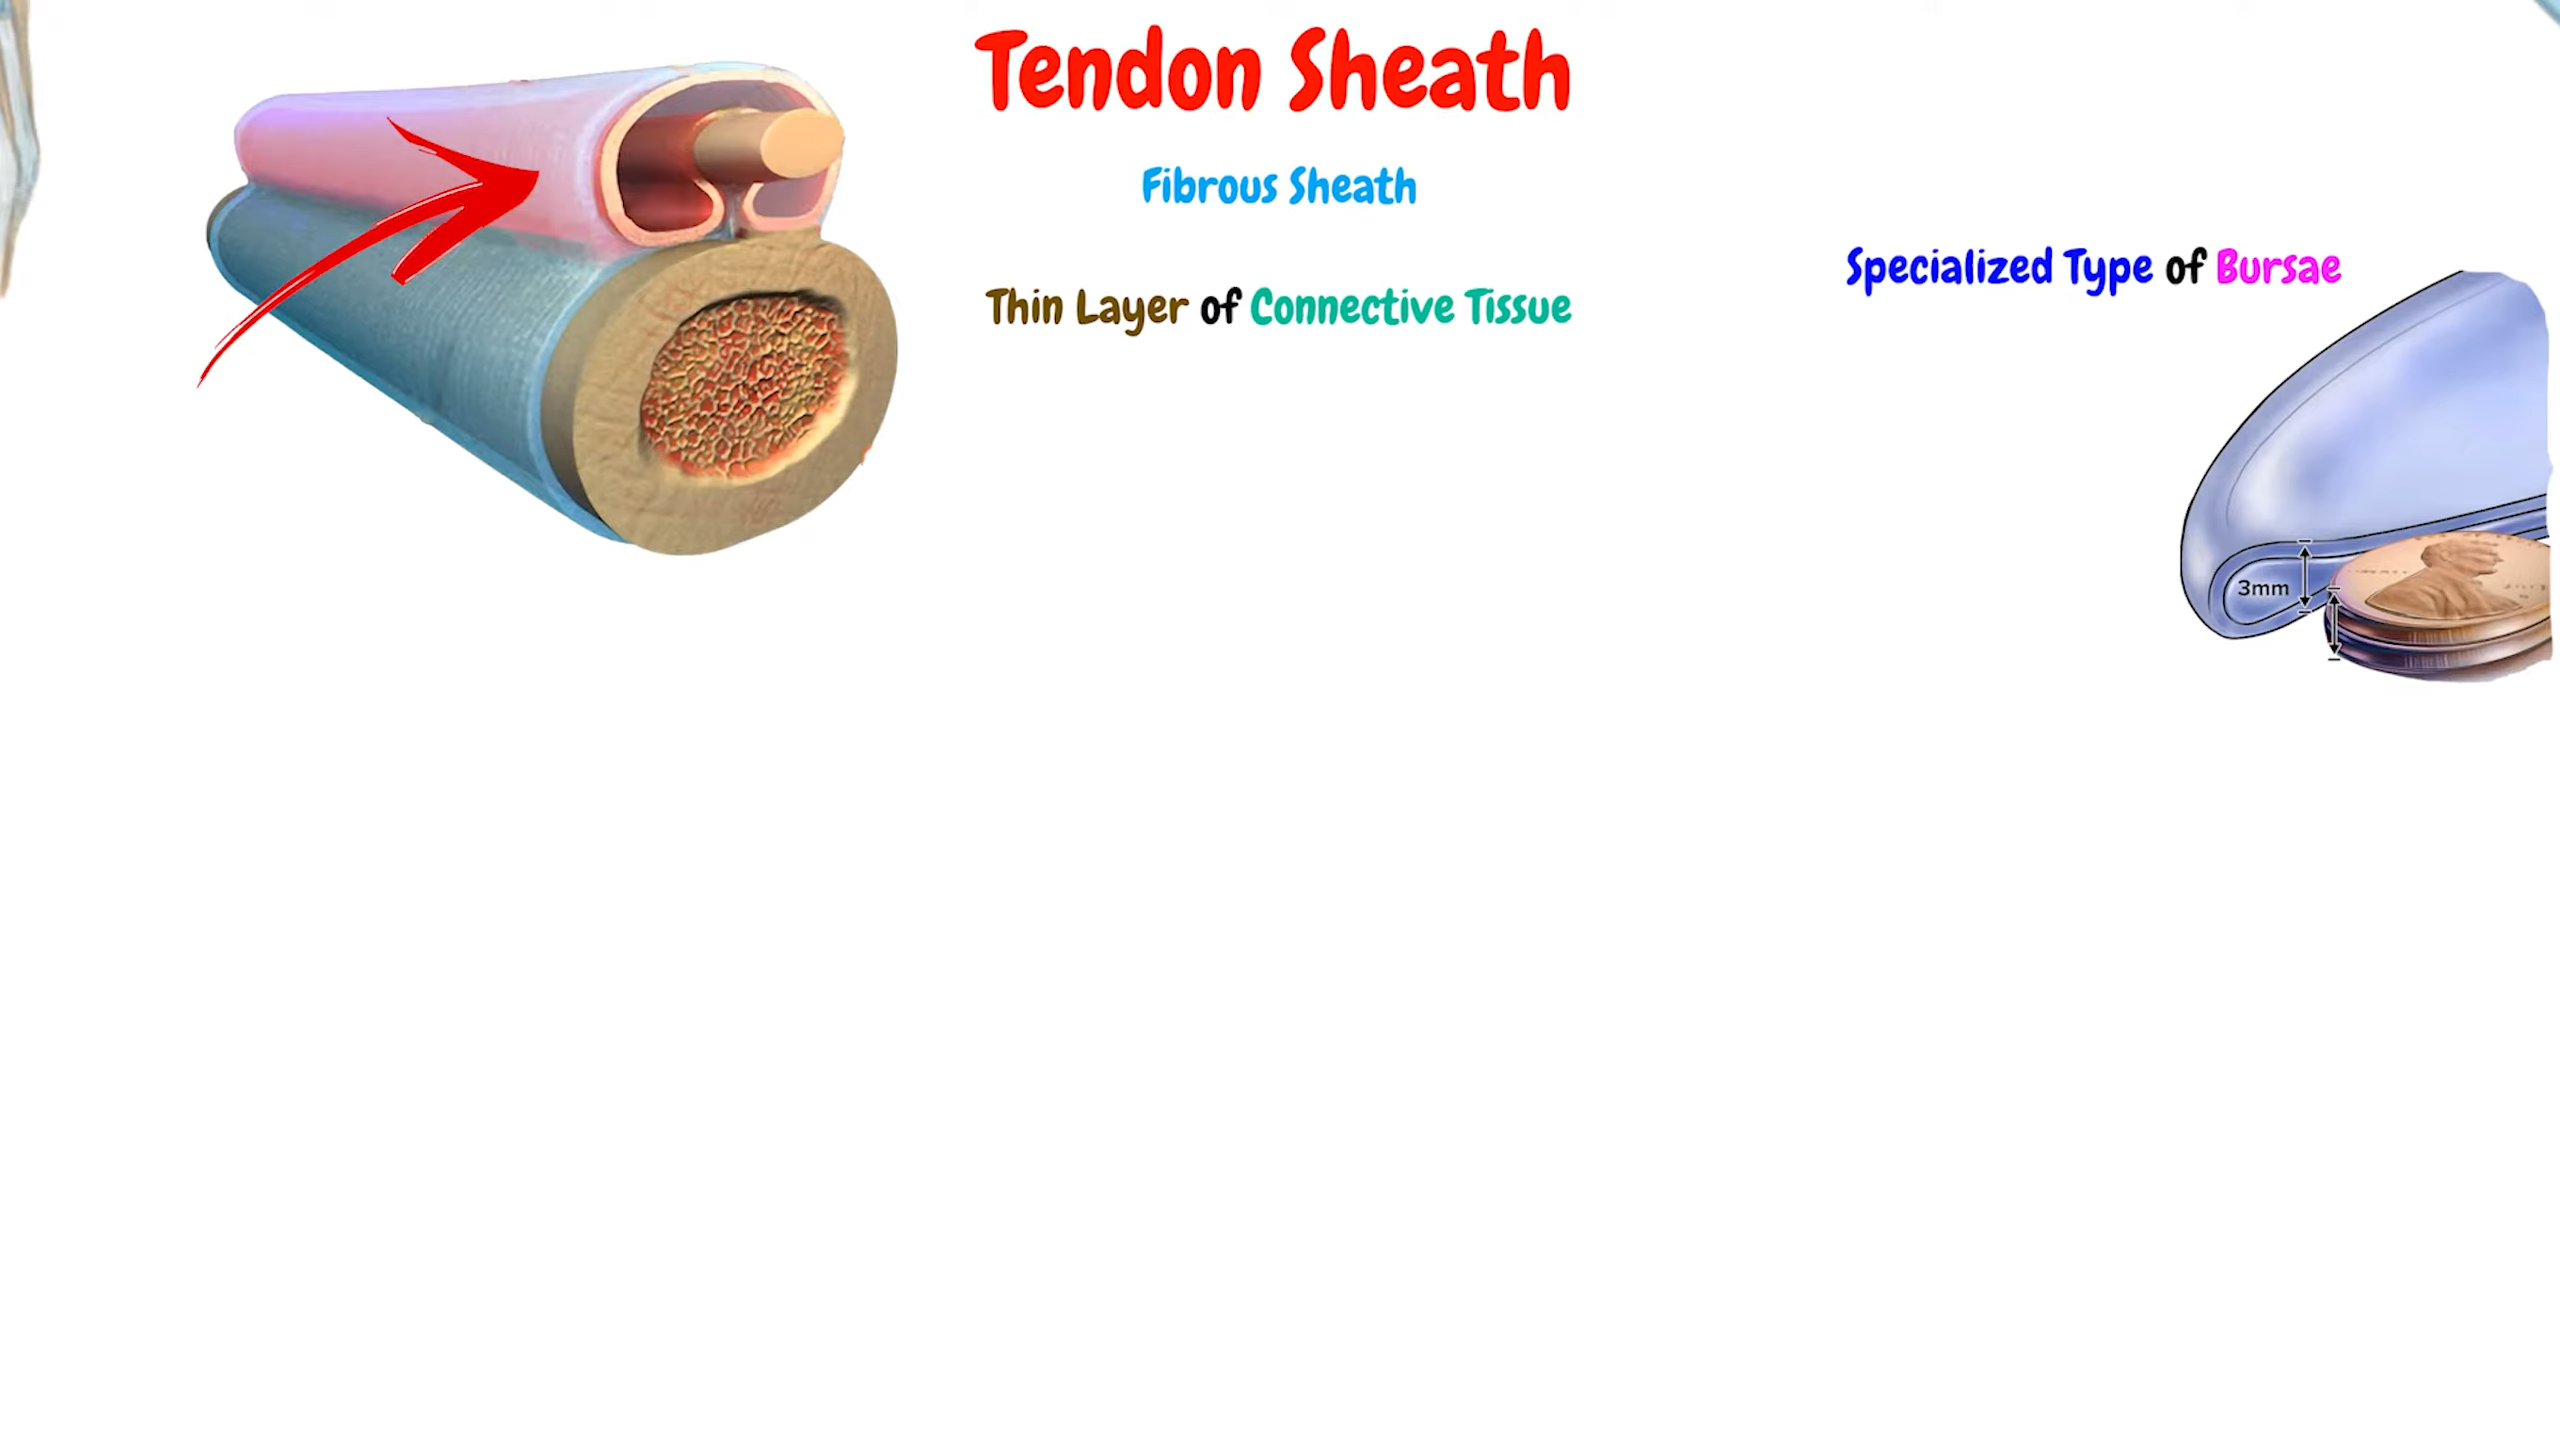 Tendon Sheath
Fibrous Sheath
Specialized Type of Bursae
Thin Layer of Connective Tissue
3mm